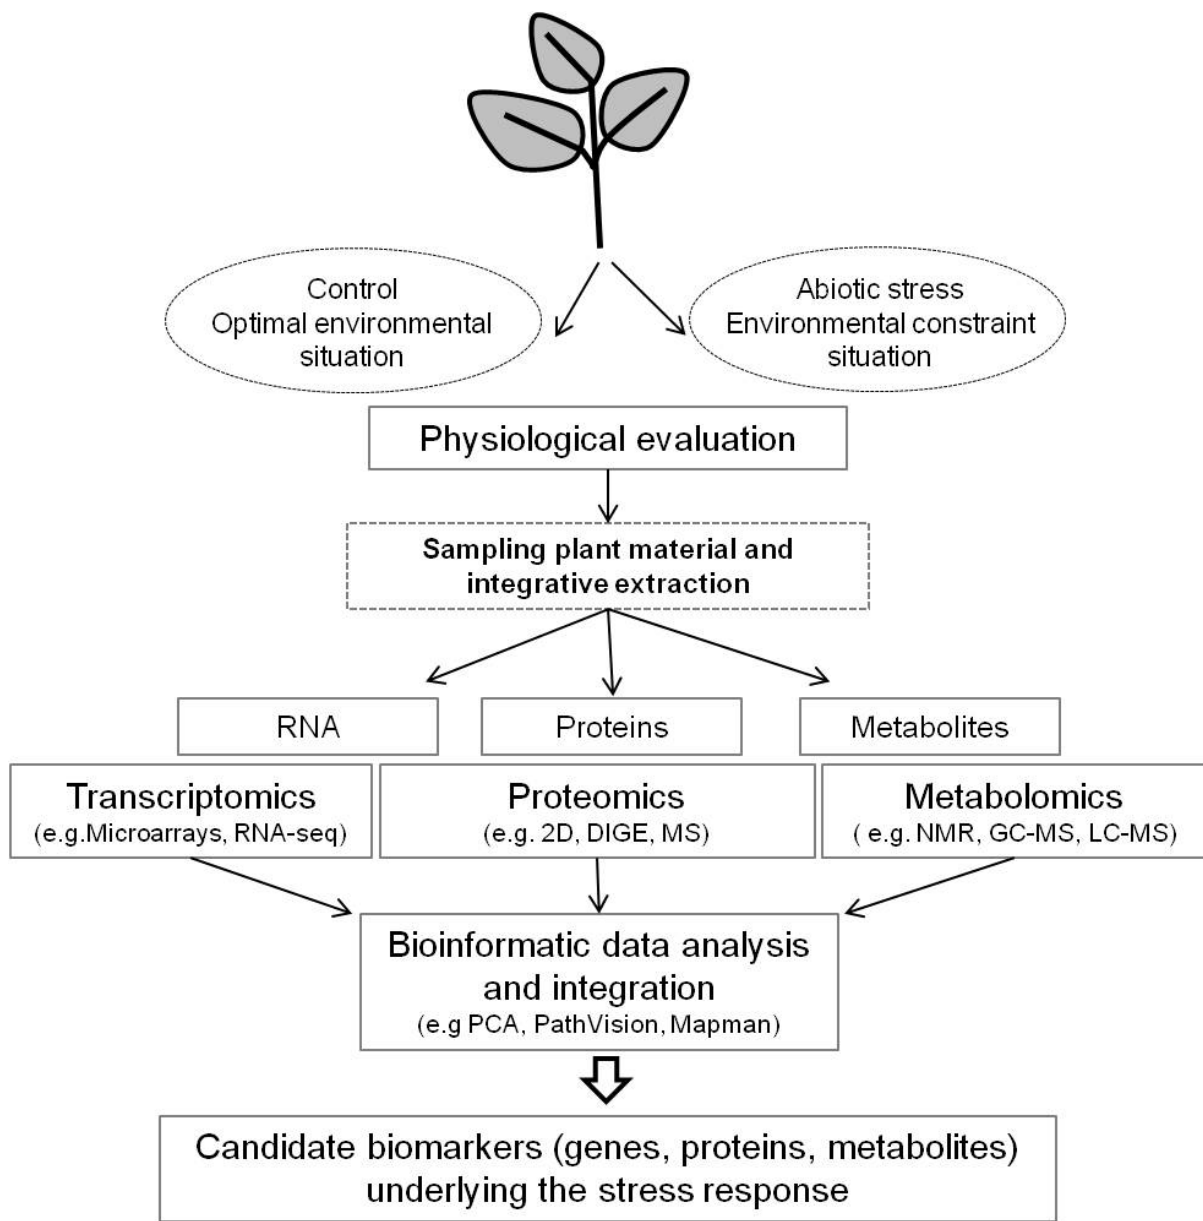 Control
Optimal environmental
situation
Abiotic stress
Environmental constraint
situation
Physiological evaluation
Sampling plant material and
integrative extraction
RNA
Proteins
Metabolites
Transcriptomics
(e.g.Microarrays, RNA-seq)
Proteomics
(e.g. 2D, DIGE, MS)
Metabolomics
( e.g. NMR, GC-MS, LC-MS)
Bioinformatic data analysis
and integration
(e.g PCA, PathVision, Mapman)
Candidate biomarkers (genes, proteins, metabolites)
underlying the stress response